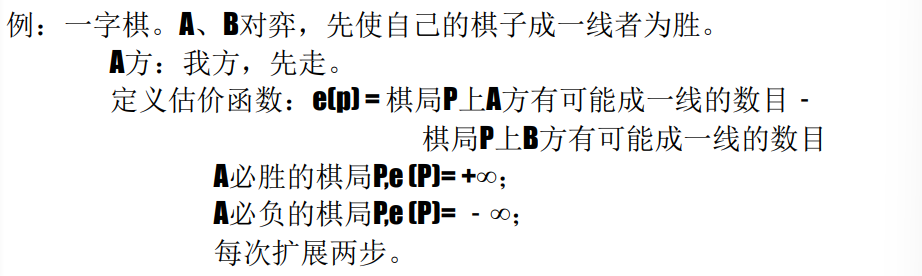 例：一字棋。A、B对弈，先使自己的棋子成一线者为胜。
A方：我方，先走。
定义估价函数：e(p) = 棋局P上A方有可能成一线的数目 -
棋局P上B方有可能成一线的数目
A必胜的棋局P,e (P)= +∞；
A必负的棋局P,e (P)= - ∞；
每次扩展两步。